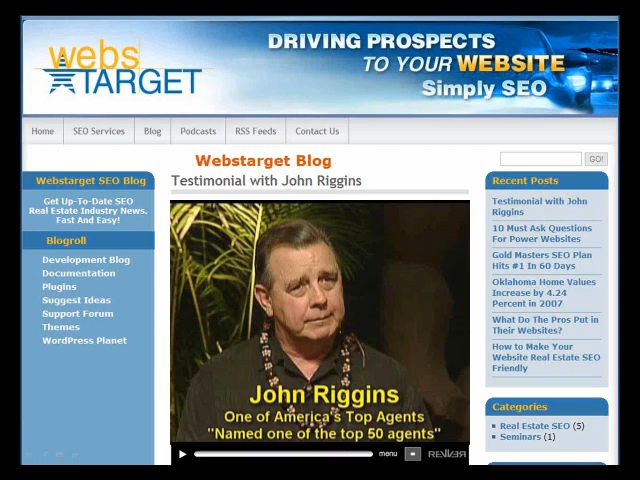 webs
TARGET
DRIVING PROSPECTS
TO YOUR WEBSITE
Simply SEO
Home
SEO Services
Blog
Podcasts
RSS Feeds
Contact Us
Webstarget Blog
GO!
Webstarget SEO Blog
Get Up-To-Date SEO
Real Estate Industry News.
Fast And Easy!
Blogroll
Development Blog
Documentation
Plugins
Suggest Ideas
Support Forum
Themes
WordPress Planet
Testimonial with John Riggins
John Riggins
One of America's Top Agents
"Named one of the top 50 agents"
menu
REVVER
Recent Posts
Testimonial with John
Riggins
10 Must Ask Questions
For Power Websites
Gold Masters SEO Plan
Hits #1 In 60 Days
Oklahoma Home Values
Increase by 4.24
Percent in 2007
What Do The Pros Put in
Their Websites?
How to Make Your
Website Real Estate SEO
Friendly
Categories
Real Estate SEO (5)
Seminars (1)